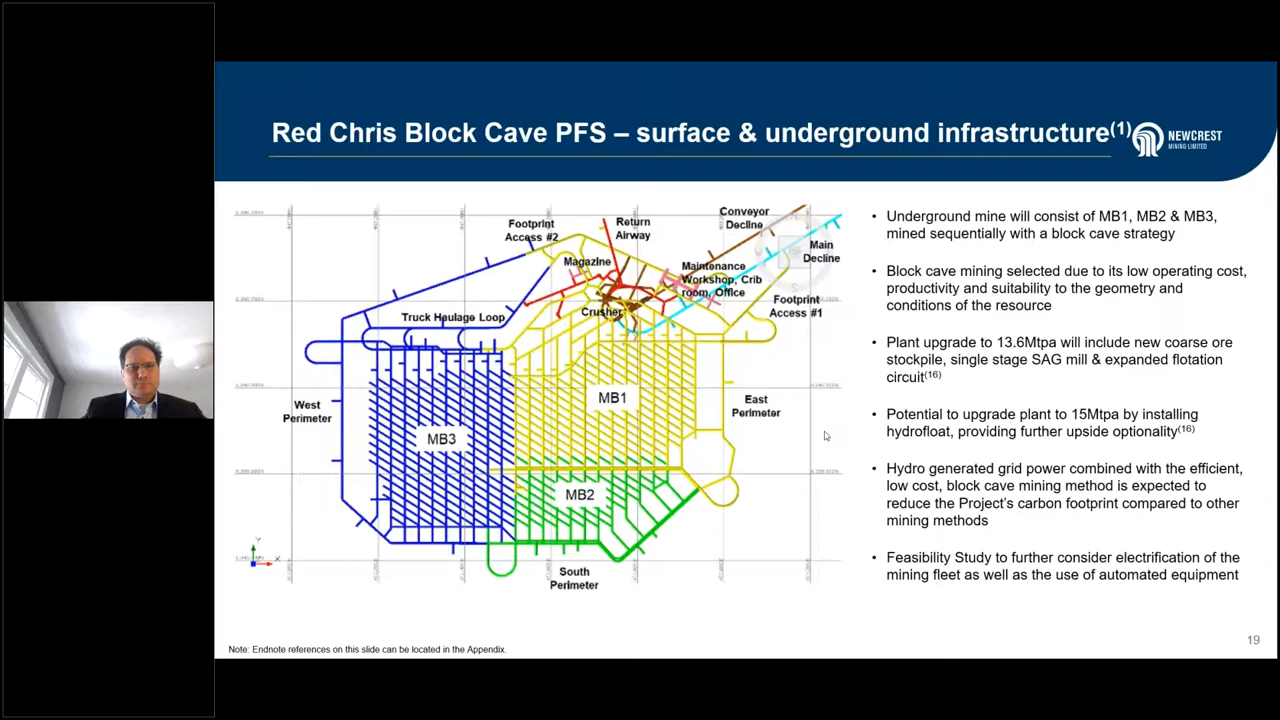 Red Chris Block Cave PFS – surface & underground infrastructure(1)
NEWCREST
MINING LIMITED
Conveyor
Decline
Footprint
Access #2
Return
Airway
Main
Decline
Magazine
Maintenance
Workshop, Crib
room, Office
Footprint
Access #1
Crusher
Truck Haulage Loop
MB1
West
Perimeter
East
Perimeter
MB3
MB2
South
Perimeter
Y
X
• Underground mine will consist of MB1, MB2 & MB3,
mined sequentially with a block cave strategy
• Block cave mining selected due to its low operating cost,
productivity and suitability to the geometry and
conditions of the resource
• Plant upgrade to 13.6Mtpa will include new coarse ore
stockpile, single stage SAG mill & expanded flotation
circuit(16)
• Potential to upgrade plant to 15Mtpa by installing
hydrofloat, providing further upside optionality(16)
• Hydro generated grid power combined with the efficient,
low cost, block cave mining method is expected to
reduce the Project's carbon footprint compared to other
mining methods
• Feasibility Study to further consider electrification of the
mining fleet as well as the use of automated equipment
19
Note: Endnote references on this slide can be located in the Appendix.